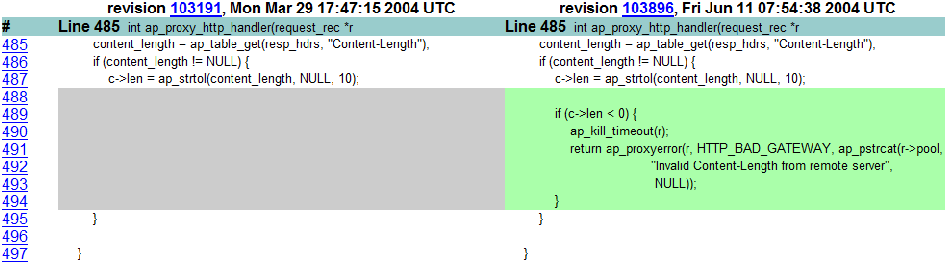 revision 103191, Mon Mar 29 17:47:15 2004 UTC revision 103896, Fri Jun 11 07:54:38 2004 UTC
# Line 485 int ap_proxy_http_handler(request_rec *r Line 485 int ap_proxy_http_handler(request_rec *r
485 content_length = ap_table_get(resp_hdrs, "Content-Length"); content_length = ap_table_get(resp_hdrs, "Content-Length");
486 if (content_length != NULL) { if (content_length != NULL) {
487 c->len = ap_strtol(content_length, NULL, 10); c->len = ap_strtol(content_length, NULL, 10);
488
489 if (c->len < 0) {
490 ap_kill_timeout(r);
491 return ap_proxyerror(r, HTTP_BAD_GATEWAY, ap_pstrcat(r->pool,
492 "Invalid Content-Length from remote server",
493 NULL));
494 }
495 } }
496
497 } }